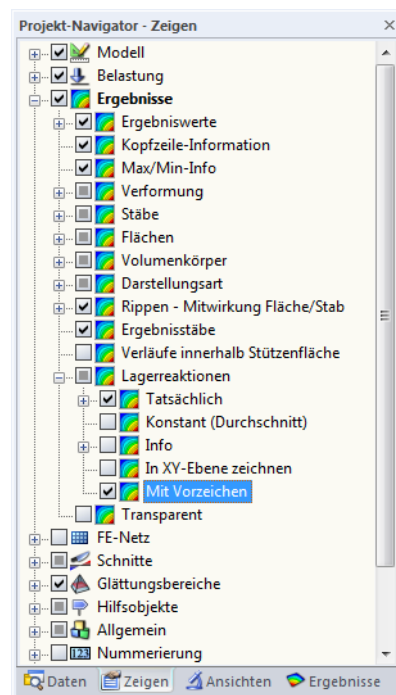 Projekt-Navigator - Zeigen
Modell
Belastung
Ergebnisse
Ergebniswerte
Kopfzeile-Information
Max/Min-Info
Verformung
Stäbe
Flächen
Volumenkörper
Darstellungsart
Rippen - Mitwirkung Fläche/Stab
Ergebnisstäbe
Verläufe innerhalb Stützenfläche
Lagerreaktionen
Tatsächlich
Konstant (Durchschnitt)
Info
In XY-Ebene zeichnen
Mit Vorzeichen
Transparent
FE-Netz
Schnitte
Glättungsbereiche
Hilfsobjekte
Allgemein
123 Nummerierung
Daten Zeigen Ansichten Ergebnisse